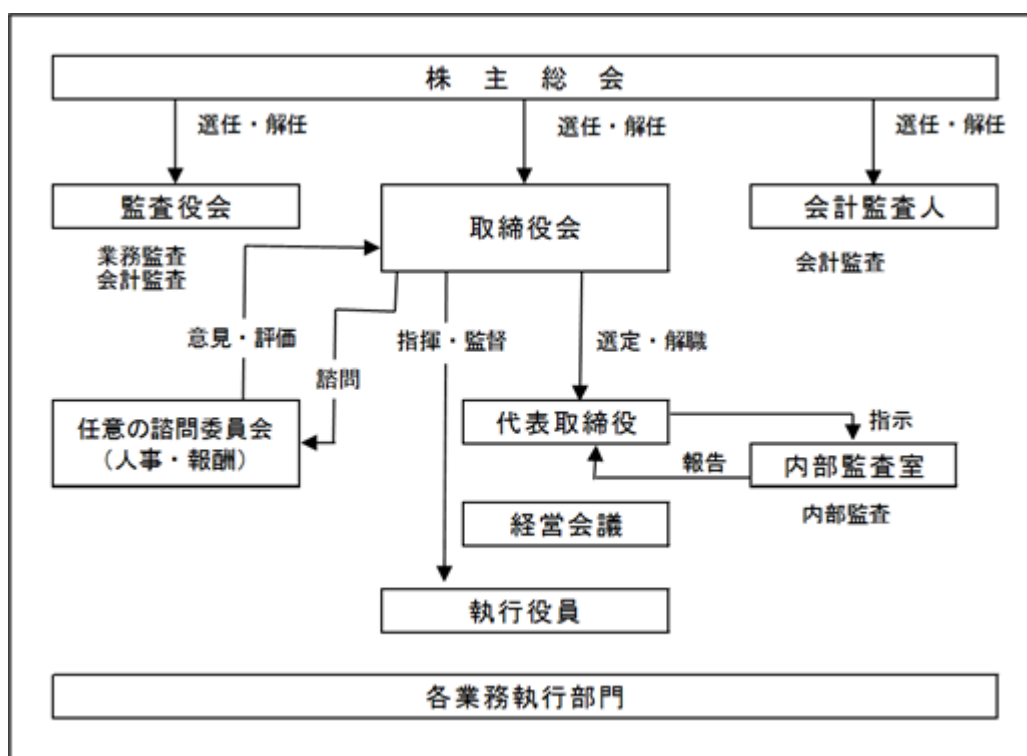 株主総会
選任・解任
選任・解任
選任・解任
監査役会
取締役会
会計監査人
業務監査
会計監査
会計監査
意見・評価
諮問
指揮・監督
選定・解職
任意の諮問委員会
（人事・報酬）
代表取締役
指示
報告
内部監査室
内部監査
経営会議
執行役員
各業務執行部門